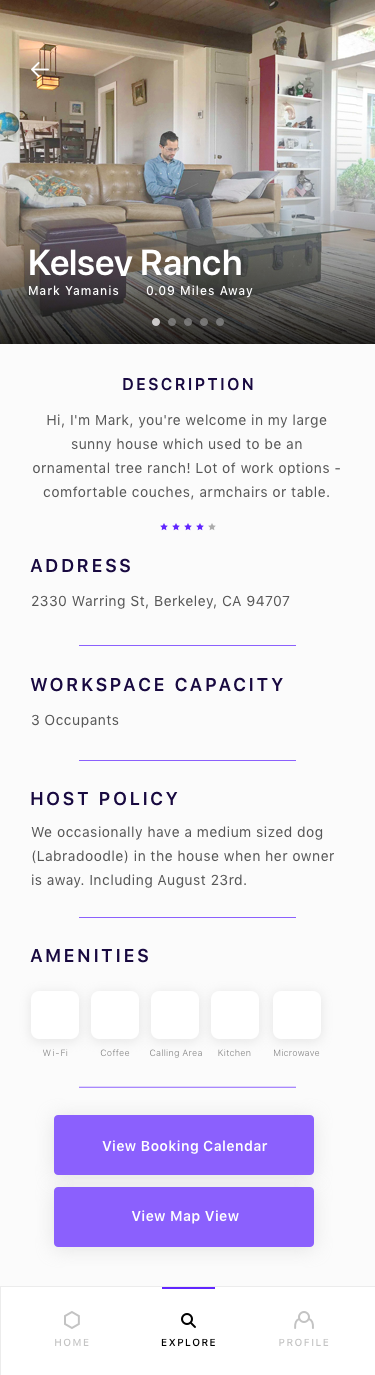 Kelsey Ranch
Mark Yamanis 0.09 Miles Away
DESCRIPTION
Hi, I'm Mark, you're welcome in my large
sunny house which used to be an
ornamental tree ranch! Lot of work options -
comfortable couches, armchairs or table.
ADDRESS
2330 Warring St, Berkeley, CA 94707
WORKSPACE CAPACITY
3 Occupants
HOST POLICY
We occasionally have a medium sized dog
(Labradoodle) in the house when her owner
is away. Including August 23rd.
AMENITIES
Wi-Fi Coffee Calling Area Kitchen Microwave
View Booking Calendar
View Map View
HOME EXPLORE PROFILE